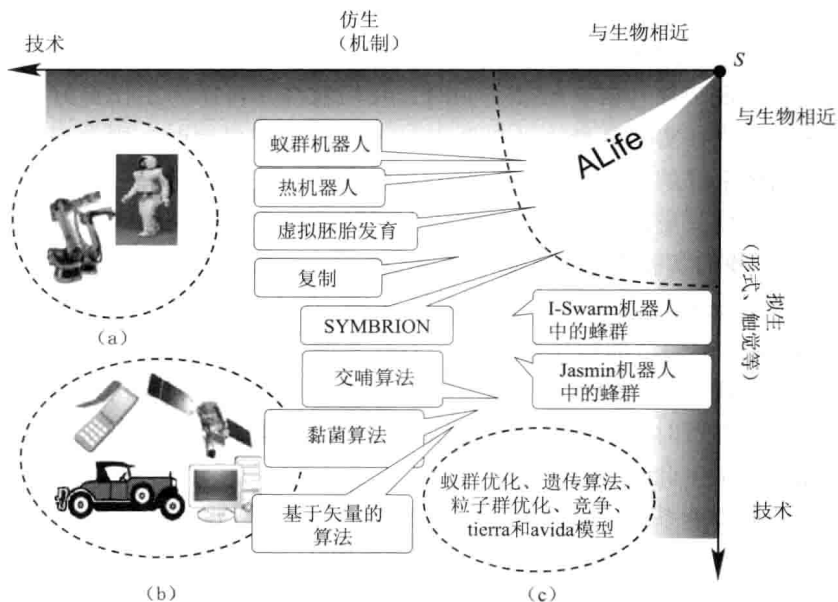 仿生
（机制）
技术
与生物相近
S
与生物相近
ALife
蚁群机器人
热机器人
虚拟胚胎发育
复制
SYMBRION
交哺算法
黏菌算法
基于矢量的
算法
I-Swarm机器人
中的蜂群
Jasmin机器人
中的蜂群
拟生
（形式、触觉等）
技术
蚁群优化、遗传算法、
粒子群优化、竞争、
tierra和avida模型
（a）
（b）
（c）